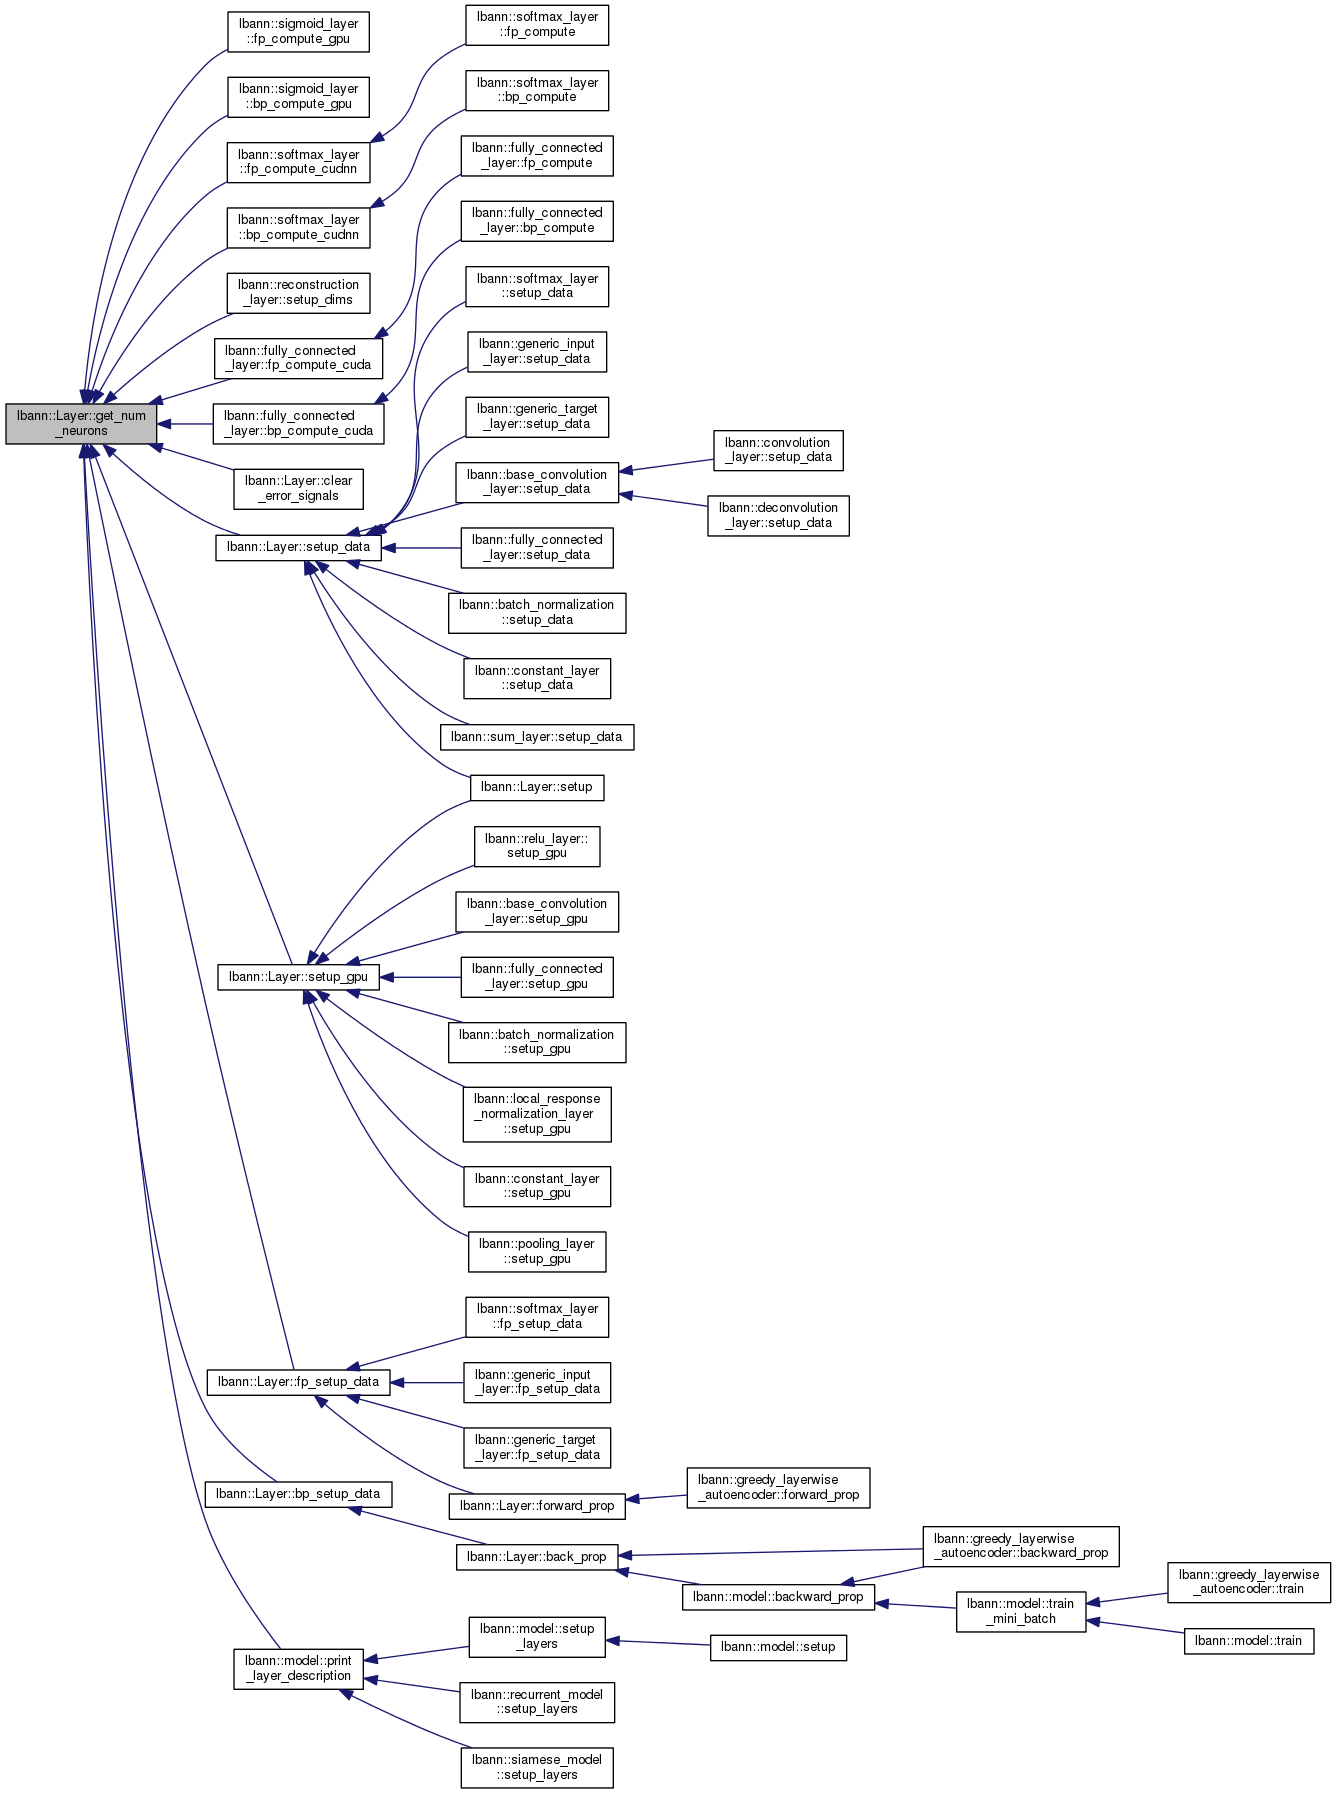 lbann::Layer::get_num
_neurons
lbann::sigmoid_layer
::fp_compute_gpu
lbann::sigmoid_layer
::bp_compute_gpu
lbann::softmax_layer
::fp_compute_cudnn
lbann::softmax_layer
::bp_compute_cudnn
lbann::reconstruction
_layer::setup_dims
lbann::fully_connected
_layer::fp_compute_cuda
lbann::fully_connected
_layer::bp_compute_cuda
lbann::Layer::clear
_error_signals
lbann::Layer::setup_data
lbann::Layer::setup_gpu
lbann::Layer::fp_setup_data
lbann::Layer::bp_setup_data
lbann::model::print
_layer_description
lbann::softmax_layer
::fp_compute
lbann::softmax_layer
::bp_compute
lbann::fully_connected
_layer::fp_compute
lbann::fully_connected
_layer::bp_compute
lbann::softmax_layer
::setup_data
lbann::generic_input
_layer::setup_data
lbann::generic_target
_layer::setup_data
lbann::base_convolution
_layer::setup_data
lbann::fully_connected
_layer::setup_data
lbann::batch_normalization
::setup_data
lbann::constant_layer
::setup_data
lbann::sum_layer::setup_data
lbann::Layer::setup
lbann::relu_layer::
setup_gpu
lbann::base_convolution
_layer::setup_gpu
lbann::fully_connected
_layer::setup_gpu
lbann::batch_normalization
::setup_gpu
lbann::local_response
_normalization_layer
::setup_gpu
lbann::constant_layer
::setup_gpu
lbann::pooling_layer
::setup_gpu
lbann::softmax_layer
::fp_setup_data
lbann::generic_input
_layer::fp_setup_data
lbann::generic_target
_layer::fp_setup_data
lbann::Layer::forward_prop
lbann::Layer::back_prop
lbann::model::setup
_layers
lbann::recurrent_model
::setup_layers
lbann::siamese_model
::setup_layers
lbann::convolution
_layer::setup_data
lbann::deconvolution
_layer::setup_data
lbann::greedy_layerwise
_autoencoder::forward_prop
lbann::model::backward_prop
lbann::model::setup
lbann::greedy_layerwise
_autoencoder::backward_prop
lbann::model::train
_mini_batch
lbann::greedy_layerwise
_autoencoder::train
lbann::model::train